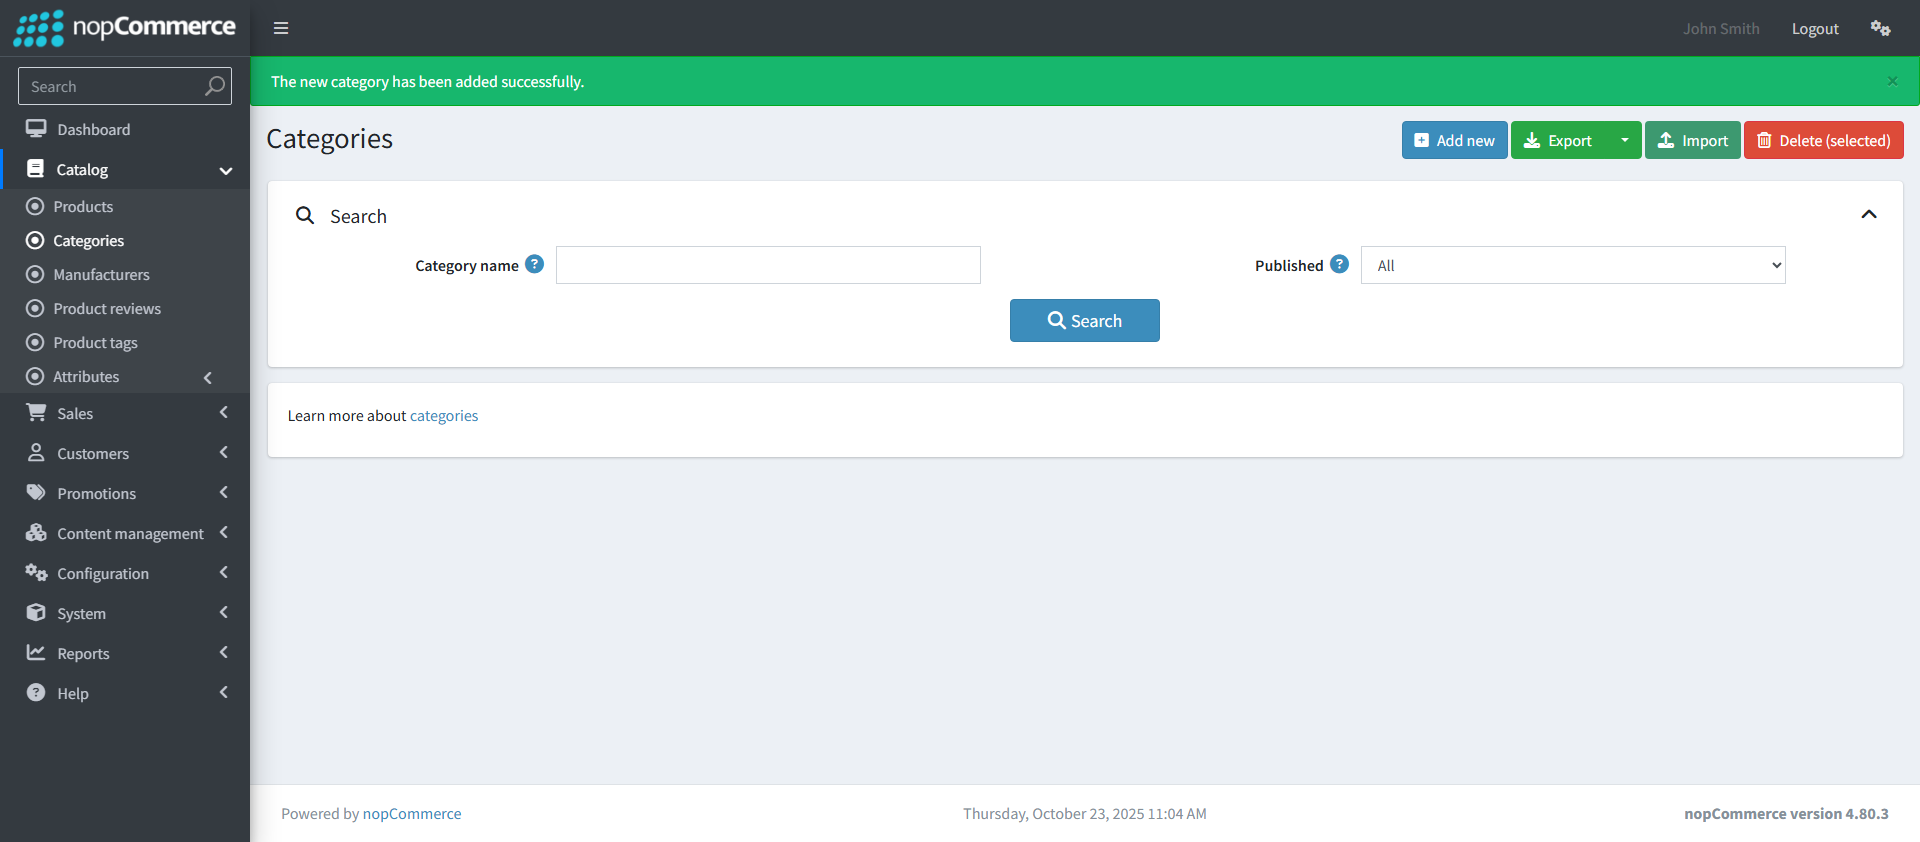 nopCommerce
John Smith
Logout
Search
The new category has been added successfully.
×
Dashboard
Catalog
Products
Categories
Manufacturers
Product reviews
Product tags
Attributes
Sales
Customers
Promotions
Content management
Configuration
System
Reports
Help
Categories
Add new
Export
Import
Delete (selected)
Search
Category name ?
Published ?
All
Search
Learn more about categories
Powered by nopCommerce
Thursday, October 23, 2025 11:04 AM
nopCommerce version 4.80.3